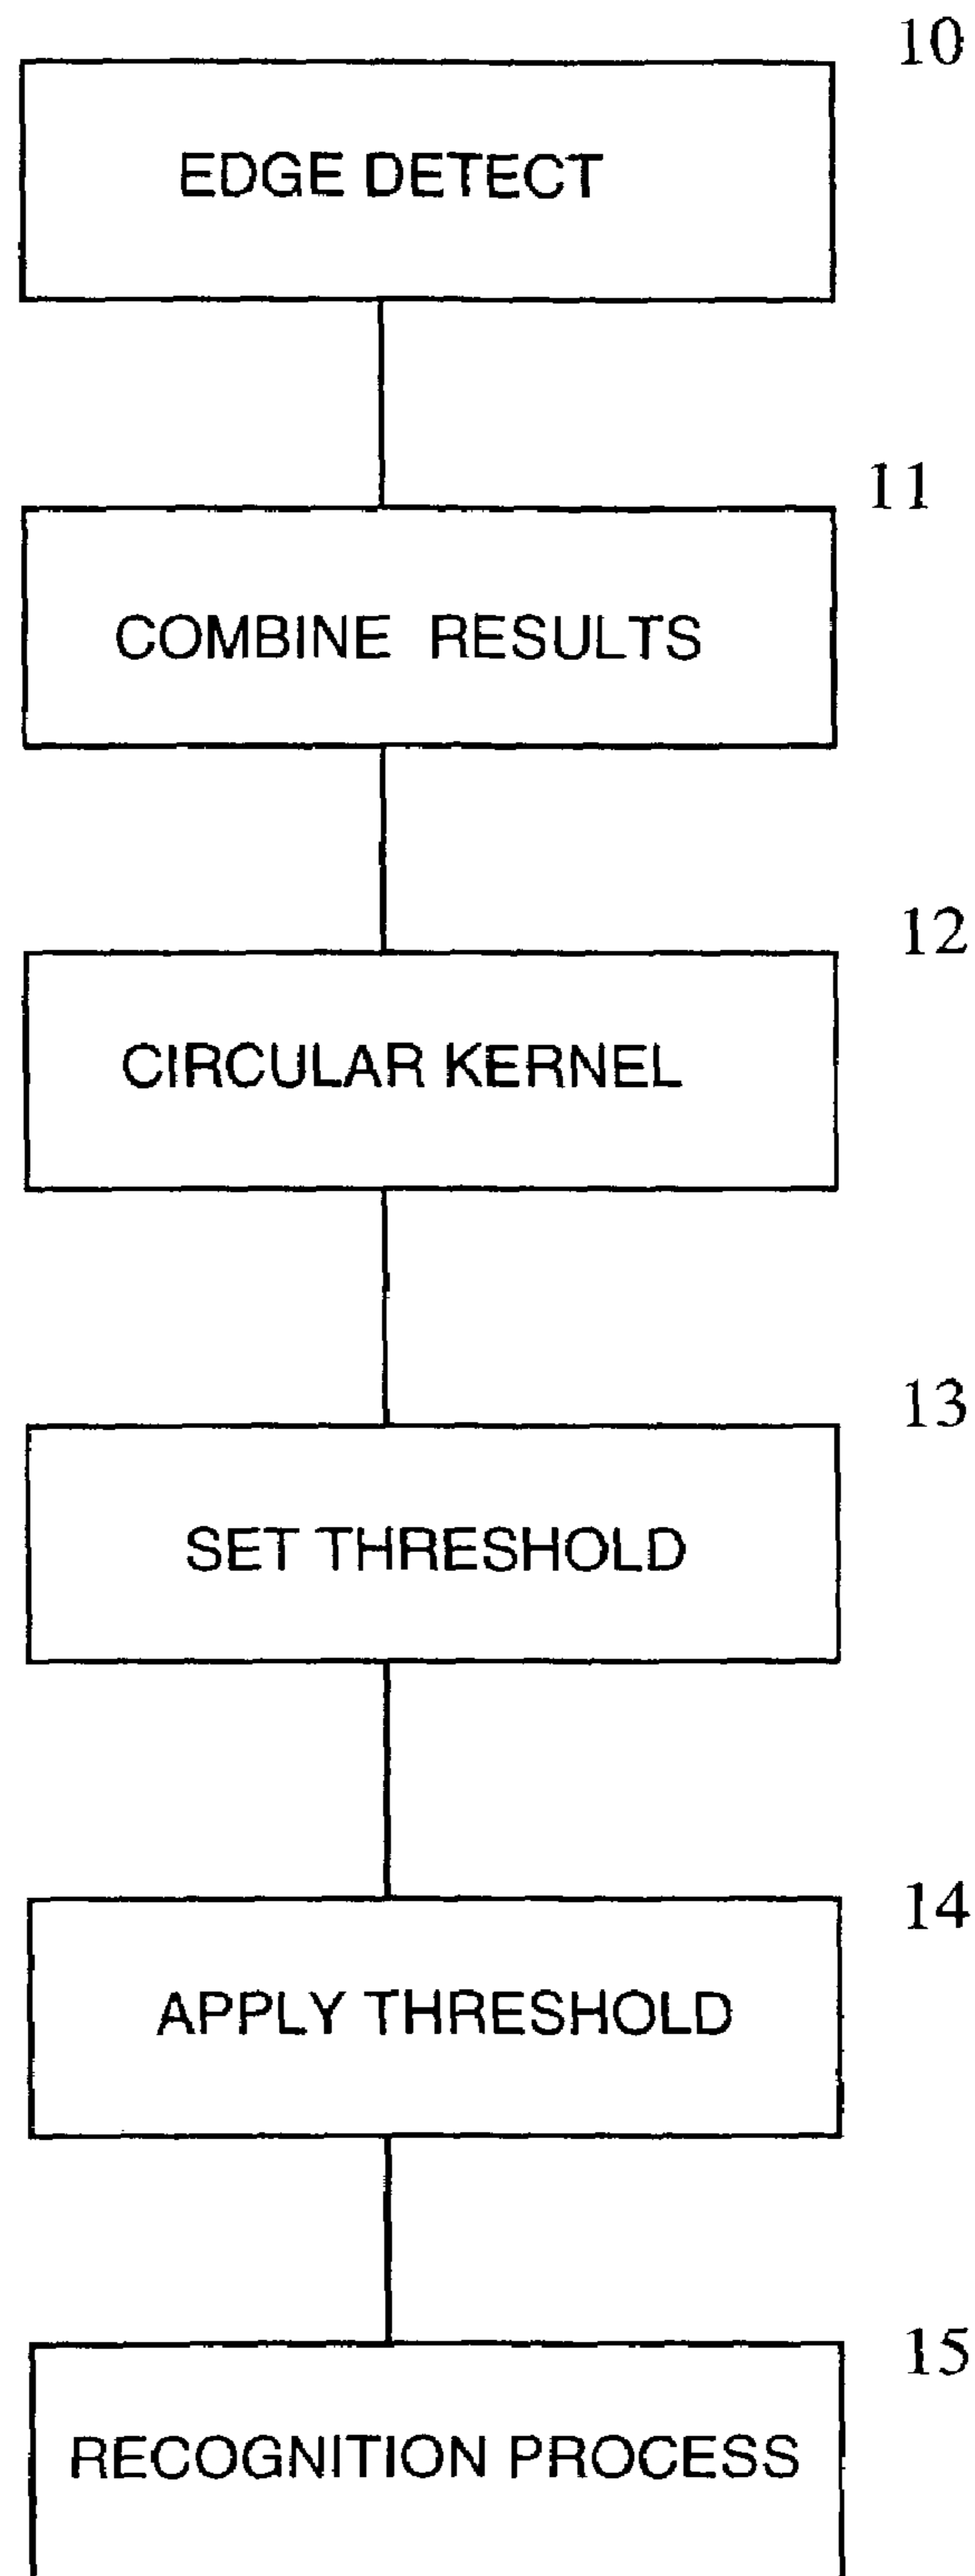 10
EDGE DETECT
11
COMBINE RESULTS
12
CIRCULAR KERNEL
13
SET THRESHOLD
14
APPLY THRESHOLD
15
RECOGNITION PROCESS